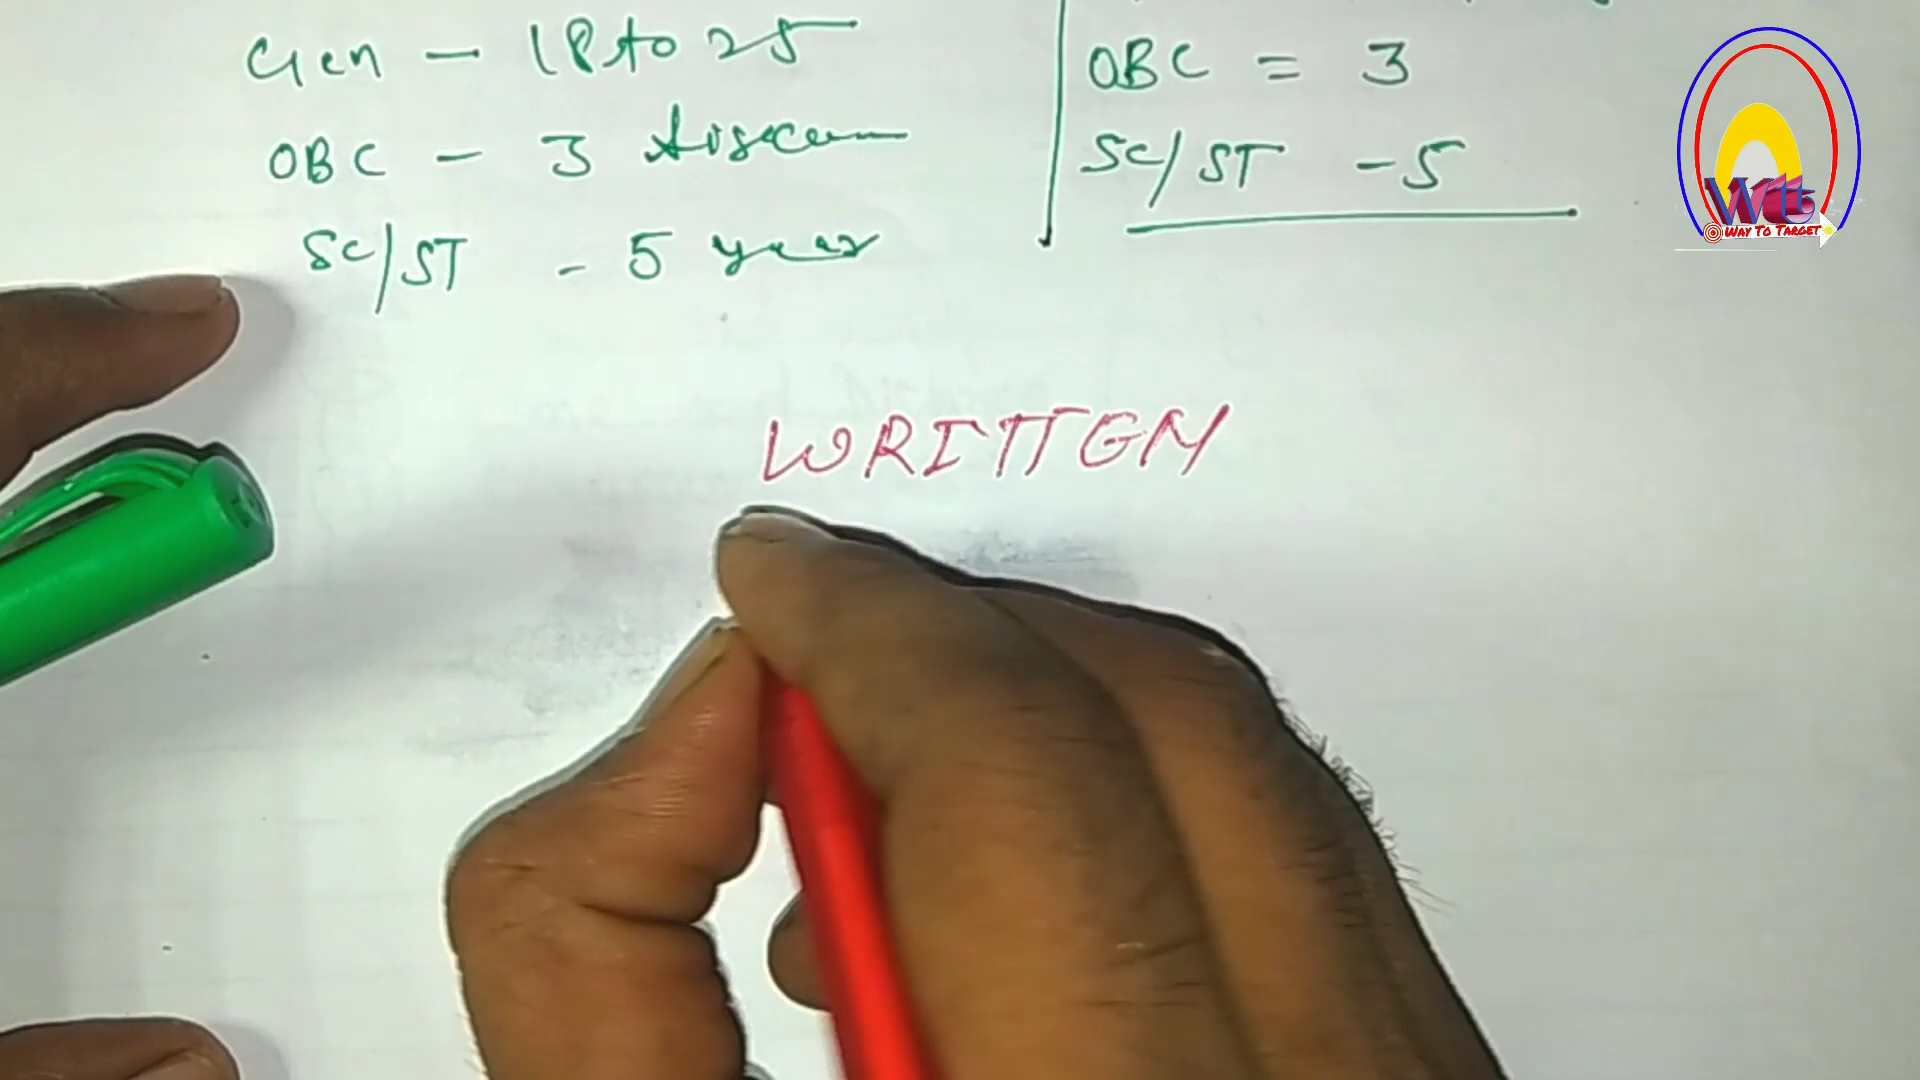 Gen - 18 to 25
OBC - 3
SC/ST - 5 year
OBC = 3
SC/ST - 5
WRITTEN
Wtt
WAY TO TARGET